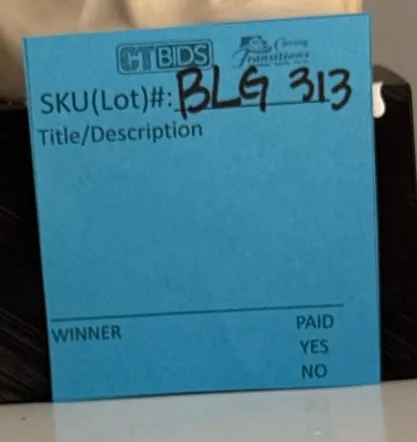 CTBIDS Caring Transitions
SKU(Lot)#: BLG 313
Title/Description
WINNER PAID
YES
NO